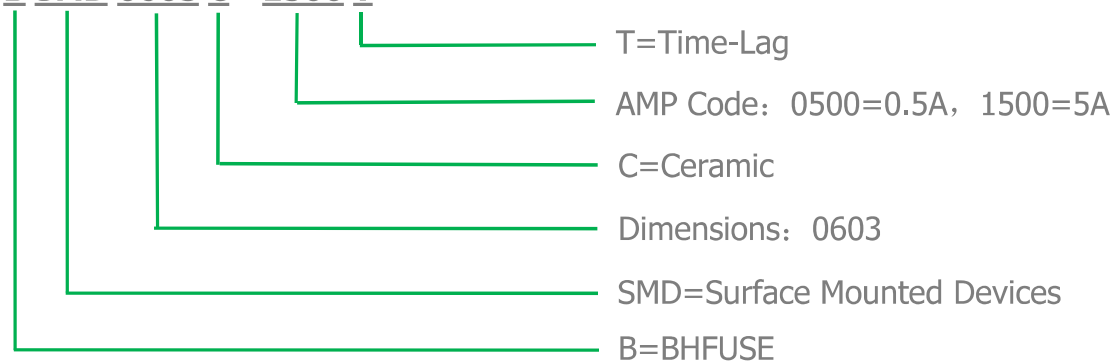 T=Time-Lag
AMP Code：0500=0.5A，1500=5A
C=Ceramic
Dimensions：0603
SMD=Surface Mounted Devices
B=BHFUSE